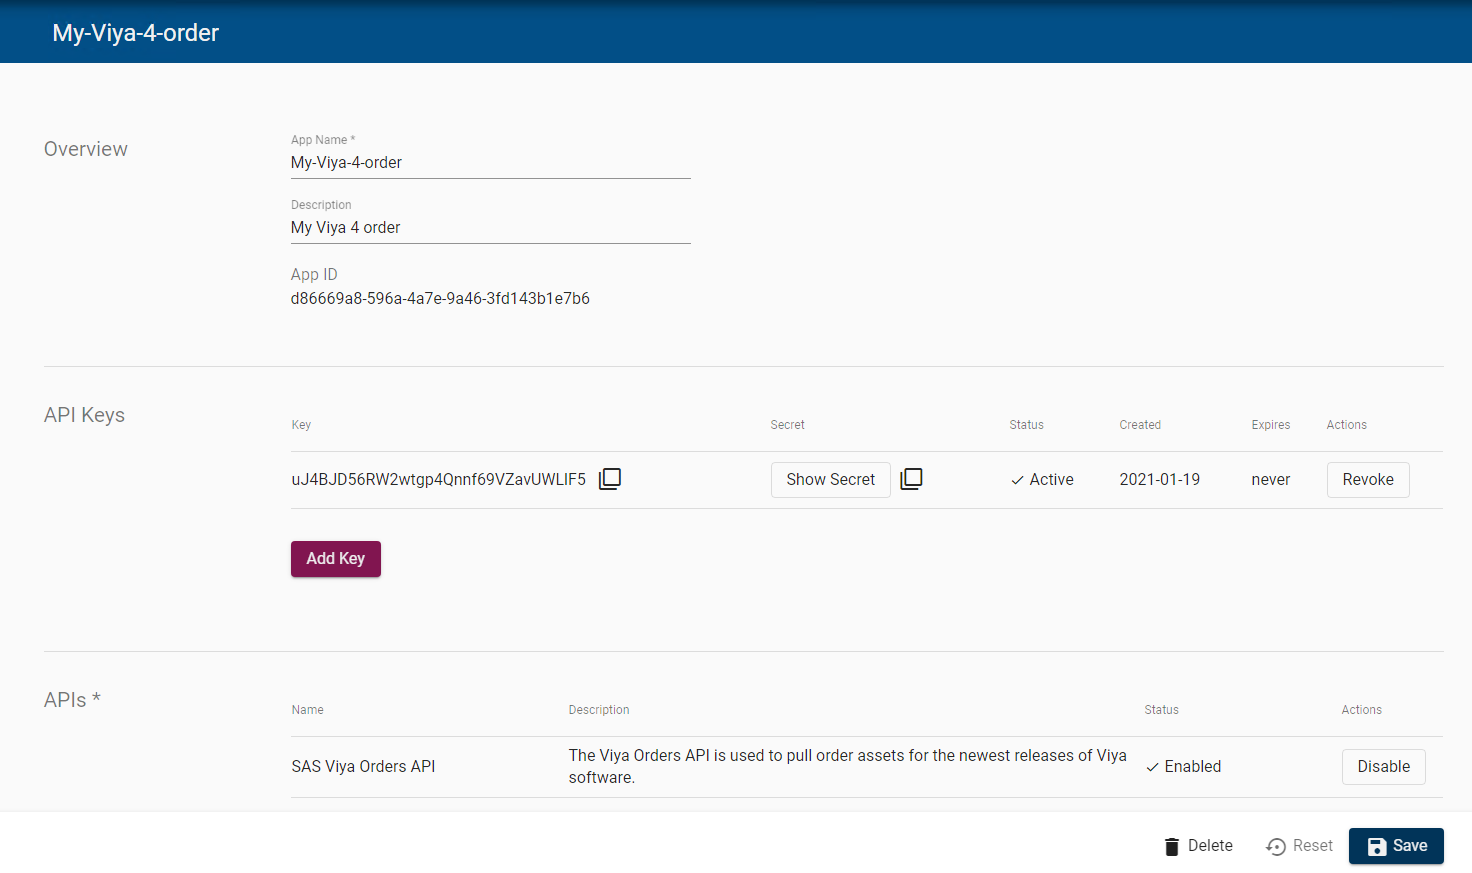 My-Viya-4-order
Overview
App Name *
My-Viya-4-order
Description
My Viya 4 order
App ID
d86669a8-596a-4a7e-9a46-3fd143b1e7b6
API Keys
Key Secret Status Created Expires Actions
uJ4BJD56RW2wtgp4Qnnf69VZavUWLIF5 Show Secret Active 2021-01-19 never Revoke
Add Key
APIs *
Name Description Status Actions
SAS Viya Orders API The Viya Orders API is used to pull order assets for the newest releases of Viya Enabled Disable
software.
Delete Reset Save